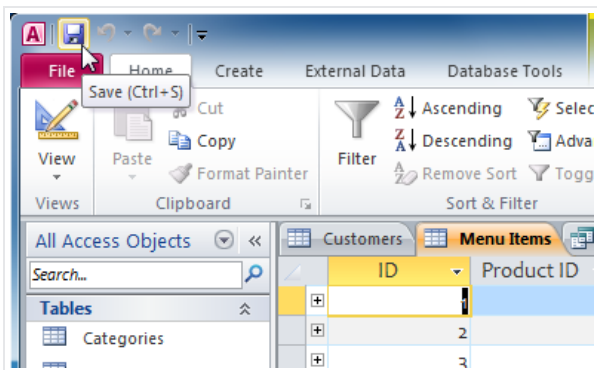 A
File Home Create External Data Database Tools
Save (Ctrl+S)
Cut
Copy
Format Painter
View
Paste
Filter
Ascending
Descending
Remove Sort
Views Clipboard Sort & Filter
All Access Objects
Customers Menu Items
Search...
ID Product ID
Tables
1
Categories
2
3